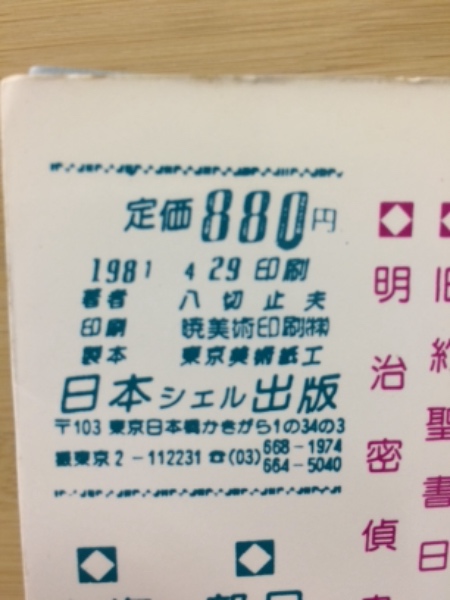 定価880円
1981 4 29 印刷
著者 八切止夫
印刷 暁美術印刷㈱
製本 東京美術紙工
日本シェル出版
〒103 東京日本橋かきがら1の34の3
振東京2-112231 ☎(03) 668-1974
664-5040
旧約聖書日
明治密偵